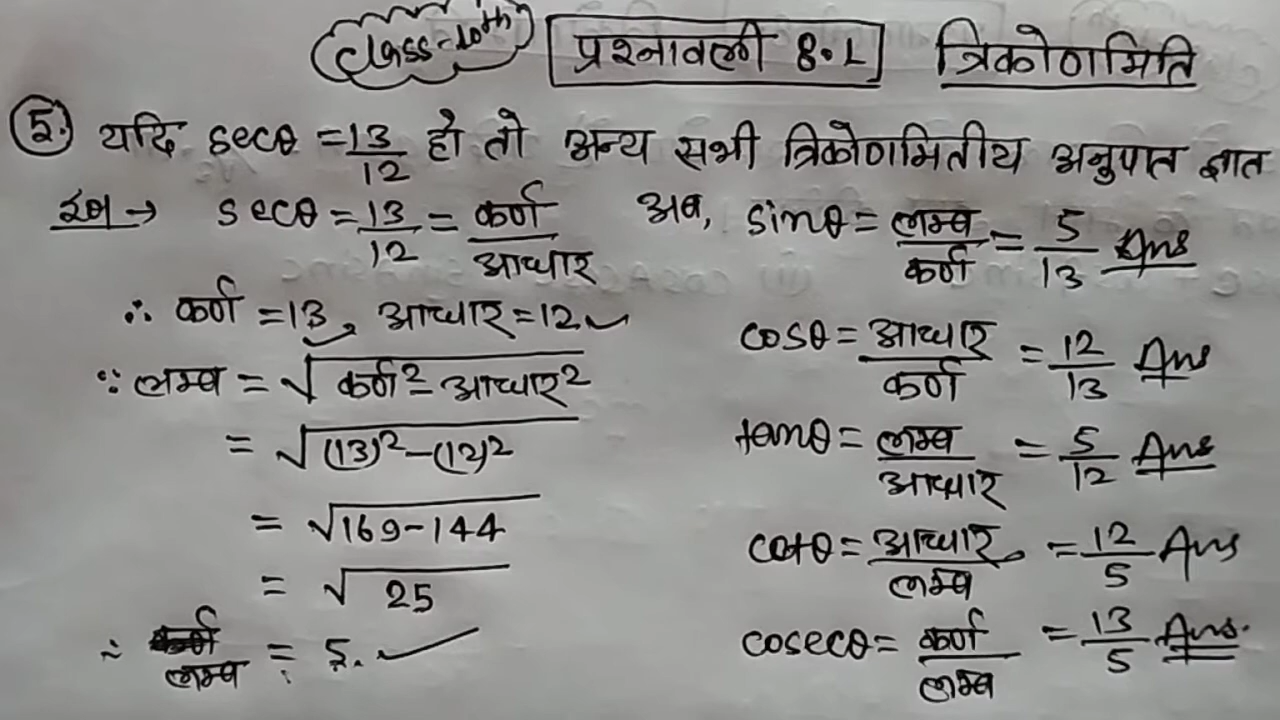 class-10th प्रश्नावली 8.1 त्रिकोणमिति
5. यदि secθ = 13/12 हो तो अन्य सभी त्रिकोणमितीय अनुपात ज्ञात
हल → secθ = 13/12 = कर्ण/आधार
∴ कर्ण = 13, आधार = 12
∵ लम्ब = √कर्ण² - आधार²
= √(13)² - (12)²
= √169 - 144
= √25
∴ लम्ब = 5.
अब, sinθ = लम्ब/कर्ण = 5/13 Ans
cosθ = आधार/कर्ण = 12/13 Ans
tanθ = लम्ब/आधार = 5/12 Ans
cotθ = आधार/लम्ब = 12/5 Ans
cosecθ = कर्ण/लम्ब = 13/5 Ans.